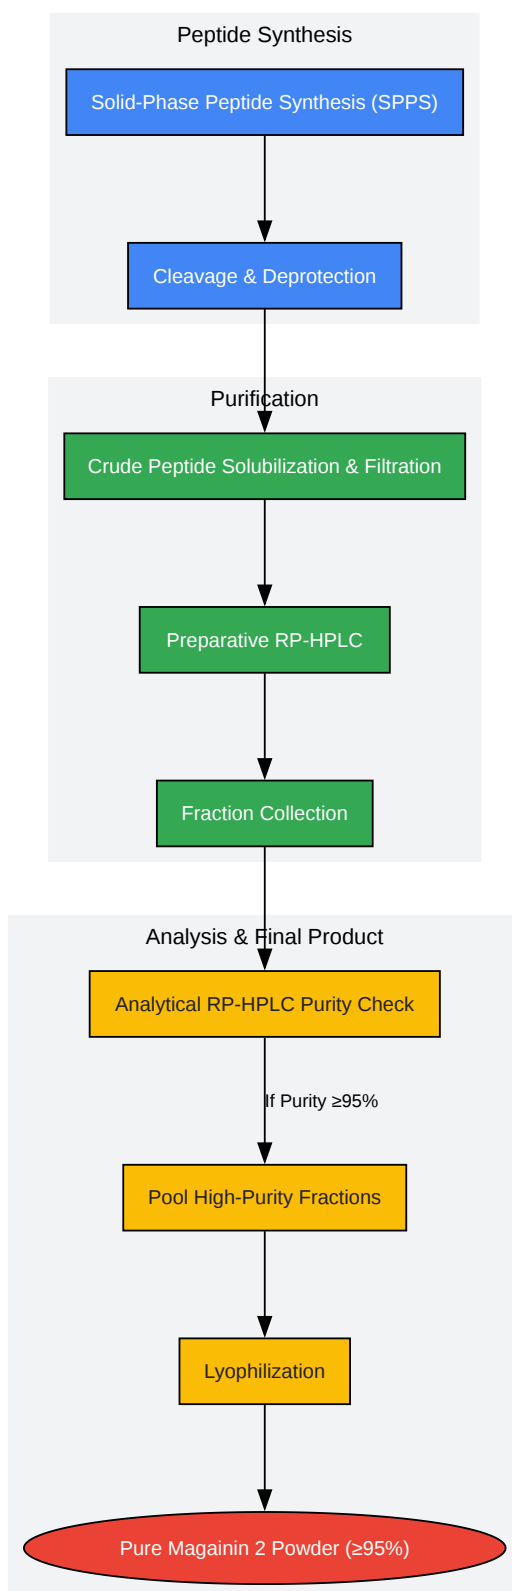 Peptide Synthesis
Solid-Phase Peptide Synthesis (SPPS)
Cleavage & Deprotection
Purification
Crude Peptide Solubilization & Filtration
Preparative RP-HPLC
Fraction Collection
Analysis & Final Product
Analytical RP-HPLC Purity Check
If Purity ≥95%
Pool High-Purity Fractions
Lyophilization
Pure Magainin 2 Powder (≥95%)